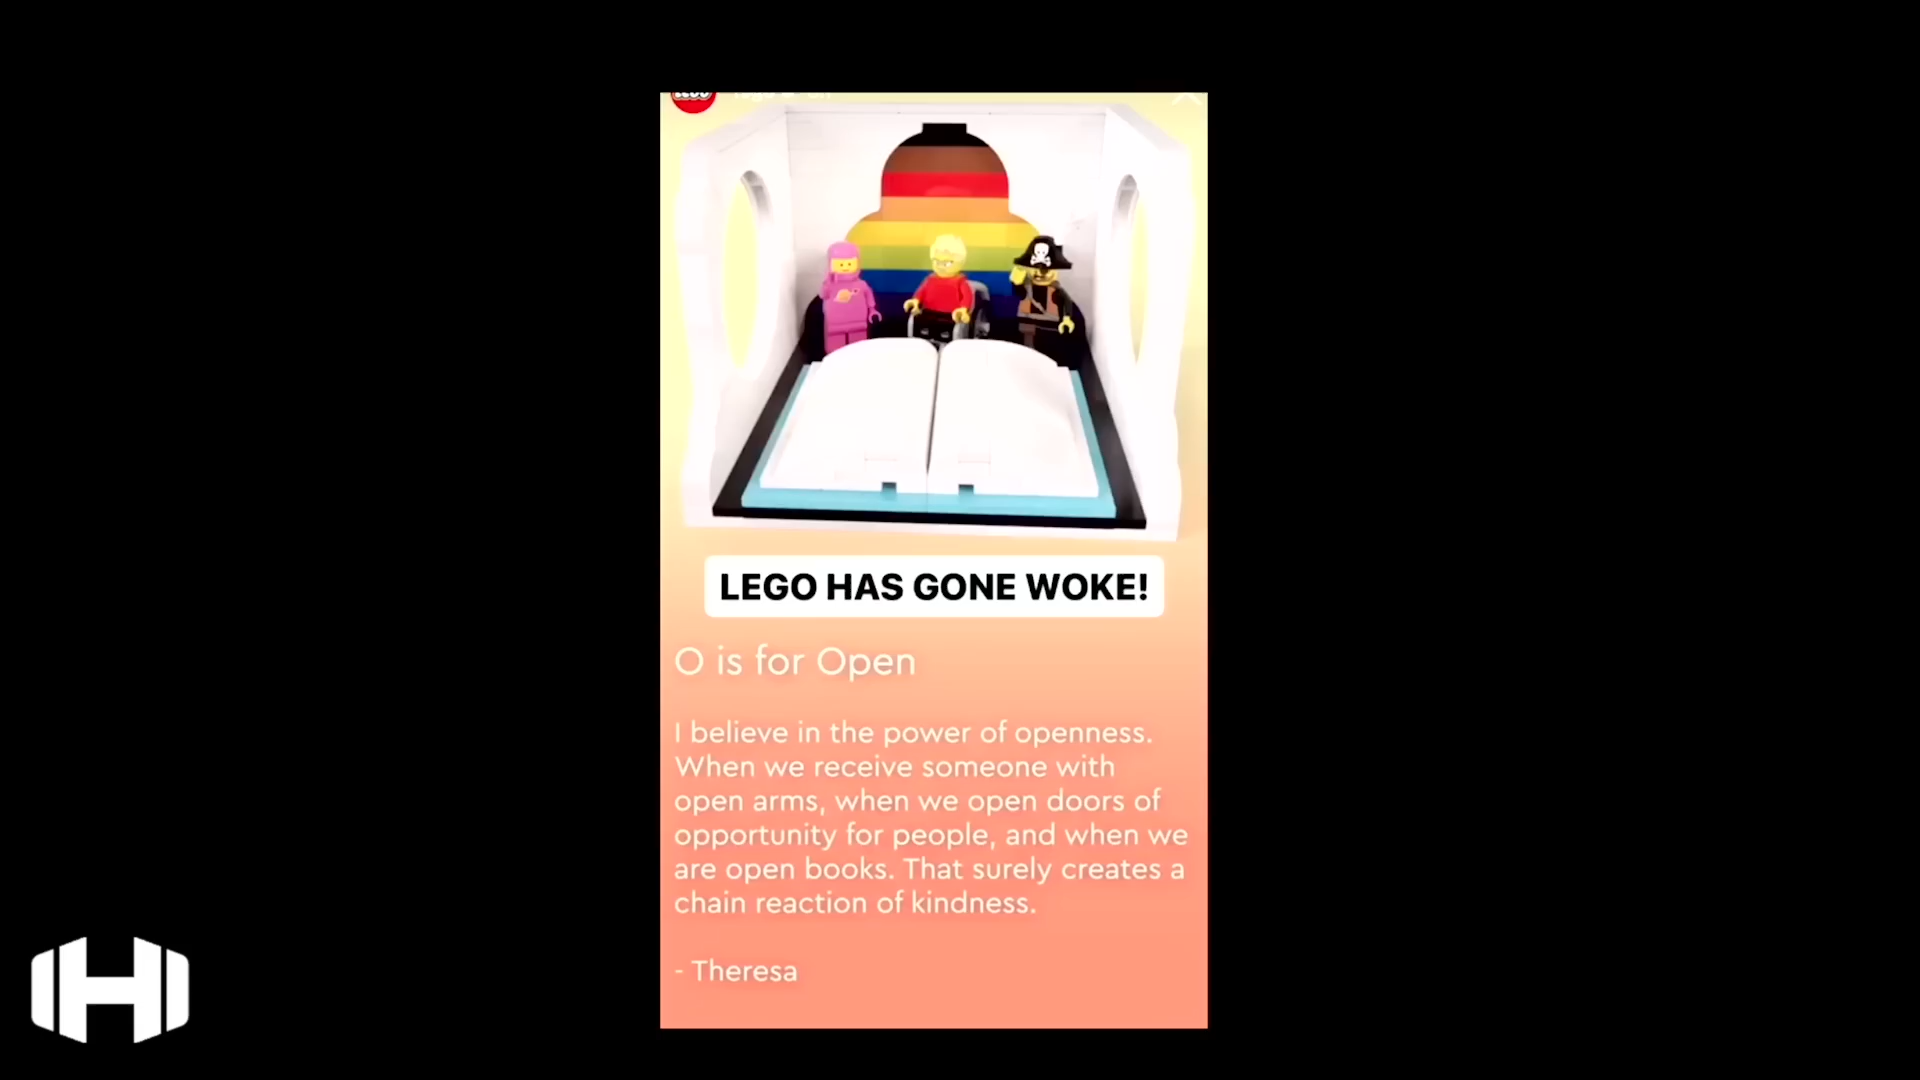 LEGO HAS GONE WOKE!
O is for Open
I believe in the power of openness.
When we receive someone with
open arms, when we open doors of
opportunity for people, and when we
are open books. That surely creates a
chain reaction of kindness.
- Theresa